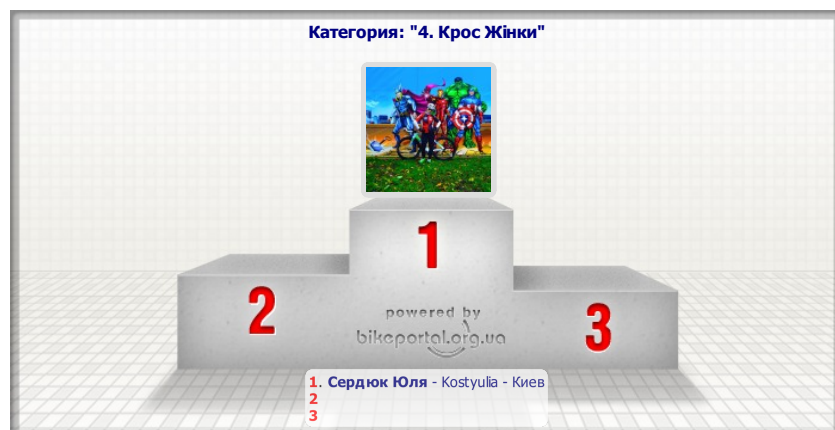 Категория: "4. Крос Жінки"
1
2
3
powered by
bikeportal.org.ua
1. Сердюк Юля - Kostyulia - Киев
2
3